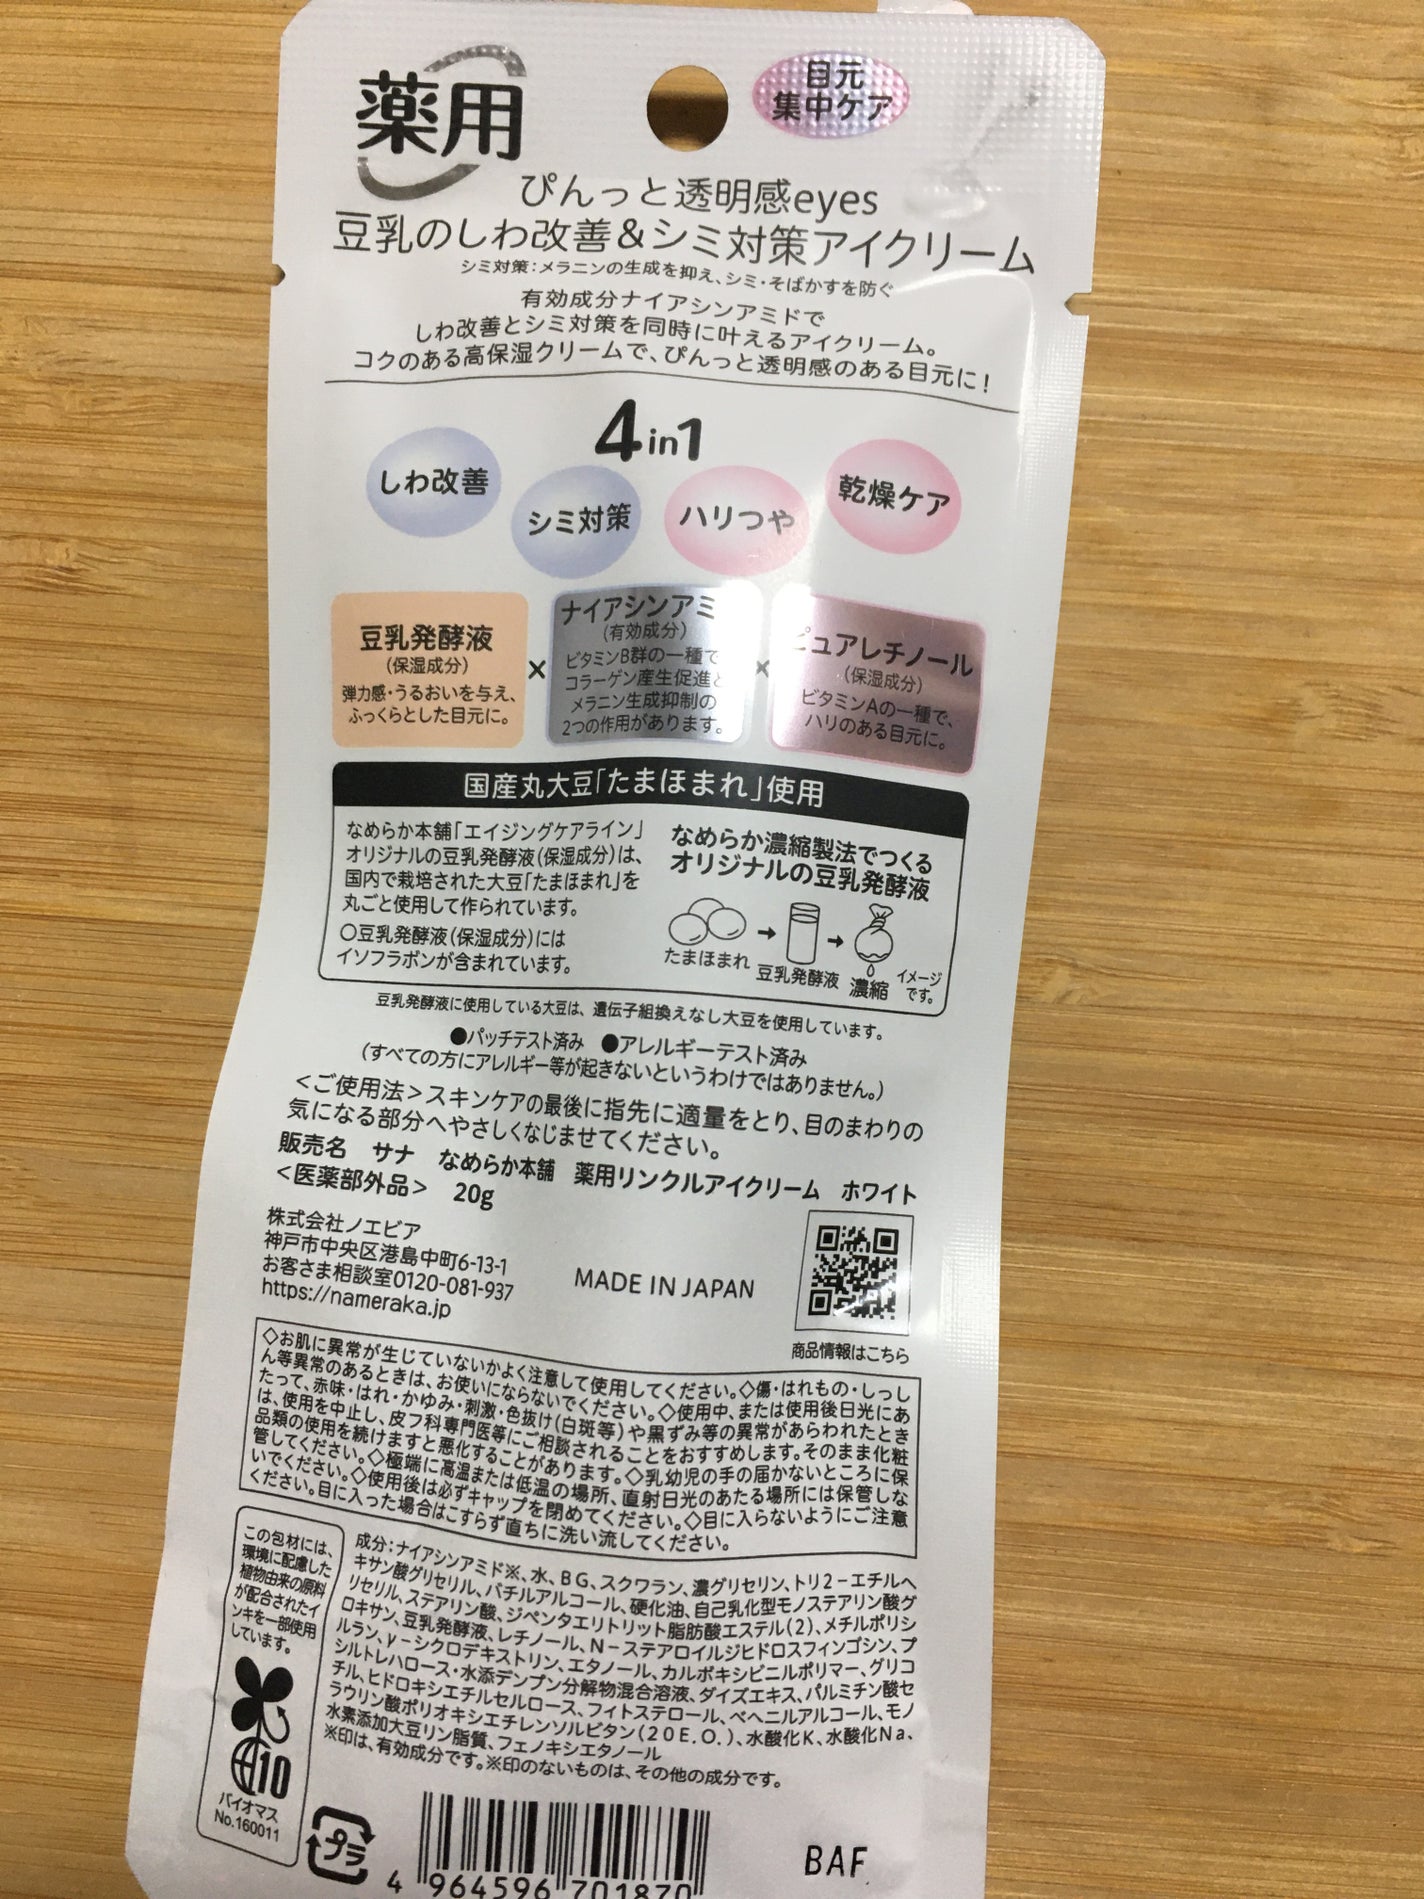 薬用
目元
集中ケア
ぴんっと透明感eyes
豆乳のしわ改善＆シミ対策アイクリーム
シミ対策:メラニンの生成を抑え、シミ・そばかすを防ぐ
有効成分ナイアシンアミドで
しわ改善とシミ対策を同時に叶えるアイクリーム。
コクのある高保湿クリームで、ぴんっと透明感のある目元に!
4in1
しわ改善
シミ対策
ハリつや
乾燥ケア
豆乳発酵液
(保湿成分)
弾力感・うるおいを与え、
ふっくらとした目元に。
×
ナイアシンアミ
(有効成分)
ビタミンB群の一種で
コラーゲン産生促進と
メラニン生成抑制の
2つの作用があります。
×
ピュアレチノール
(保湿成分)
ビタミンAの一種で、
ハリのある目元に。
国産丸大豆「たまほまれ」使用
なめらか本舗「エイジングケアライン」
オリジナルの豆乳発酵液(保湿成分)は、
国内で栽培された大豆「たまほまれ」を
丸ごと使用して作られています。
○豆乳発酵液(保湿成分)には
イソフラボンが含まれています。
なめらか濃縮製法でつくる
オリジナルの豆乳発酵液
たまほまれ
豆乳発酵液
濃縮
イメージ
です。
豆乳発酵液に使用している大豆は、遺伝子組換えなし大豆を使用しています。
●パッチテスト済み ●アレルギーテスト済み
(すべての方にアレルギー等が起きないというわけではありません。)
<ご使用法>スキンケアの最後に指先に適量をとり、目のまわりの
気になる部分へやさしくなじませてください。
販売名 サナ なめらか本舗 薬用リンクルアイクリーム ホワイト
<医薬部外品> 20g
株式会社ノエビア
神戸市中央区港島中町6-13-1
お客さま相談室0120-081-937
https://nameraka.jp
MADE IN JAPAN
商品情報はこちら
◇お肌に異常が生じていないかよく注意して使用してください。◇傷・はれもの・しっし
ん等異常のあるときは、お使いにならないでください。◇使用中、または使用後日光にあ
たって、赤味・はれ・かゆみ・刺激・色抜け(白斑等)や黒ずみ等の異常があらわれたとき
は、使用を中止し、皮フ科専門医等にご相談されることをおすすめします。そのまま化粧
品類の使用を続けますと悪化することがあります。◇乳幼児の手の届かないところに保
管してください。◇極端に高温または低温の場所、直射日光のあたる場所には保管しな
いでください。◇使用後は必ずキャップを閉めてください。◇目に入らないようにご注意
ください。目に入った場合はこすらず直ちに洗い流してください。
この包材には、
環境に配慮した
植物由来の原料
が配合されたイ
ンキを一部使用
しています。
10
バイオマス
No.160011
成分:ナイアシンアミド※、水、BG、スクワラン、濃グリセリン、トリ2－エチルヘ
キサン酸グリセリル、バチルアルコール、硬化油、自己乳化型モノステアリン酸グ
リセリル、ステアリン酸、ジペンタエリトリット脂肪酸エステル(2)、メチルポリシ
ロキサン、豆乳発酵液、レチノール、N－ステアロイルジヒドロスフィンゴシン、プ
ルラン、γ－シクロデキストリン、エタノール、カルボキシビニルポリマー、グリコ
シルトレハロース・水添デンプン分解物混合溶液、ダイズエキス、パルミチン酸セ
チル、ヒドロキシエチルセルロース、フィトステロール、ベヘニルアルコール、モノ
ラウリン酸ポリオキシエチレンソルビタン(20E.O.)、水酸化K、水酸化Na、
水素添加大豆リン脂質、フェノキシエタノール
※印は、有効成分です。※印のないものは、その他の成分です。
プラ
4 964596 701870
BAF